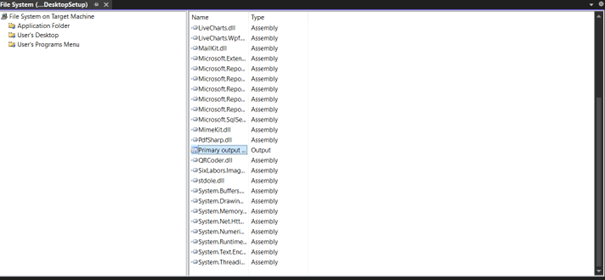 File System (...DesktopSetup)
File System on Target Machine
Application Folder
User's Desktop
User's Programs Menu
Name Type
LiveCharts.dll Assembly
LiveCharts.Wpf... Assembly
MailKit.dll Assembly
Microsoft.Exten... Assembly
Microsoft.Repo... Assembly
Microsoft.Repo... Assembly
Microsoft.Repo... Assembly
Microsoft.Repo... Assembly
Microsoft.Repo... Assembly
Microsoft.SqlSe... Assembly
MimeKit.dll Assembly
PdfSharp.dll Assembly
Primary output ... Output
QRCoder.dll Assembly
SixLabors.Imag... Assembly
stdole.dll Assembly
System.Buffers... Assembly
System.Drawin... Assembly
System.Memory... Assembly
System.Net.Htt... Assembly
System.Numeri... Assembly
System.Runtime... Assembly
System.Text.Enc... Assembly
System.Threadi... Assembly